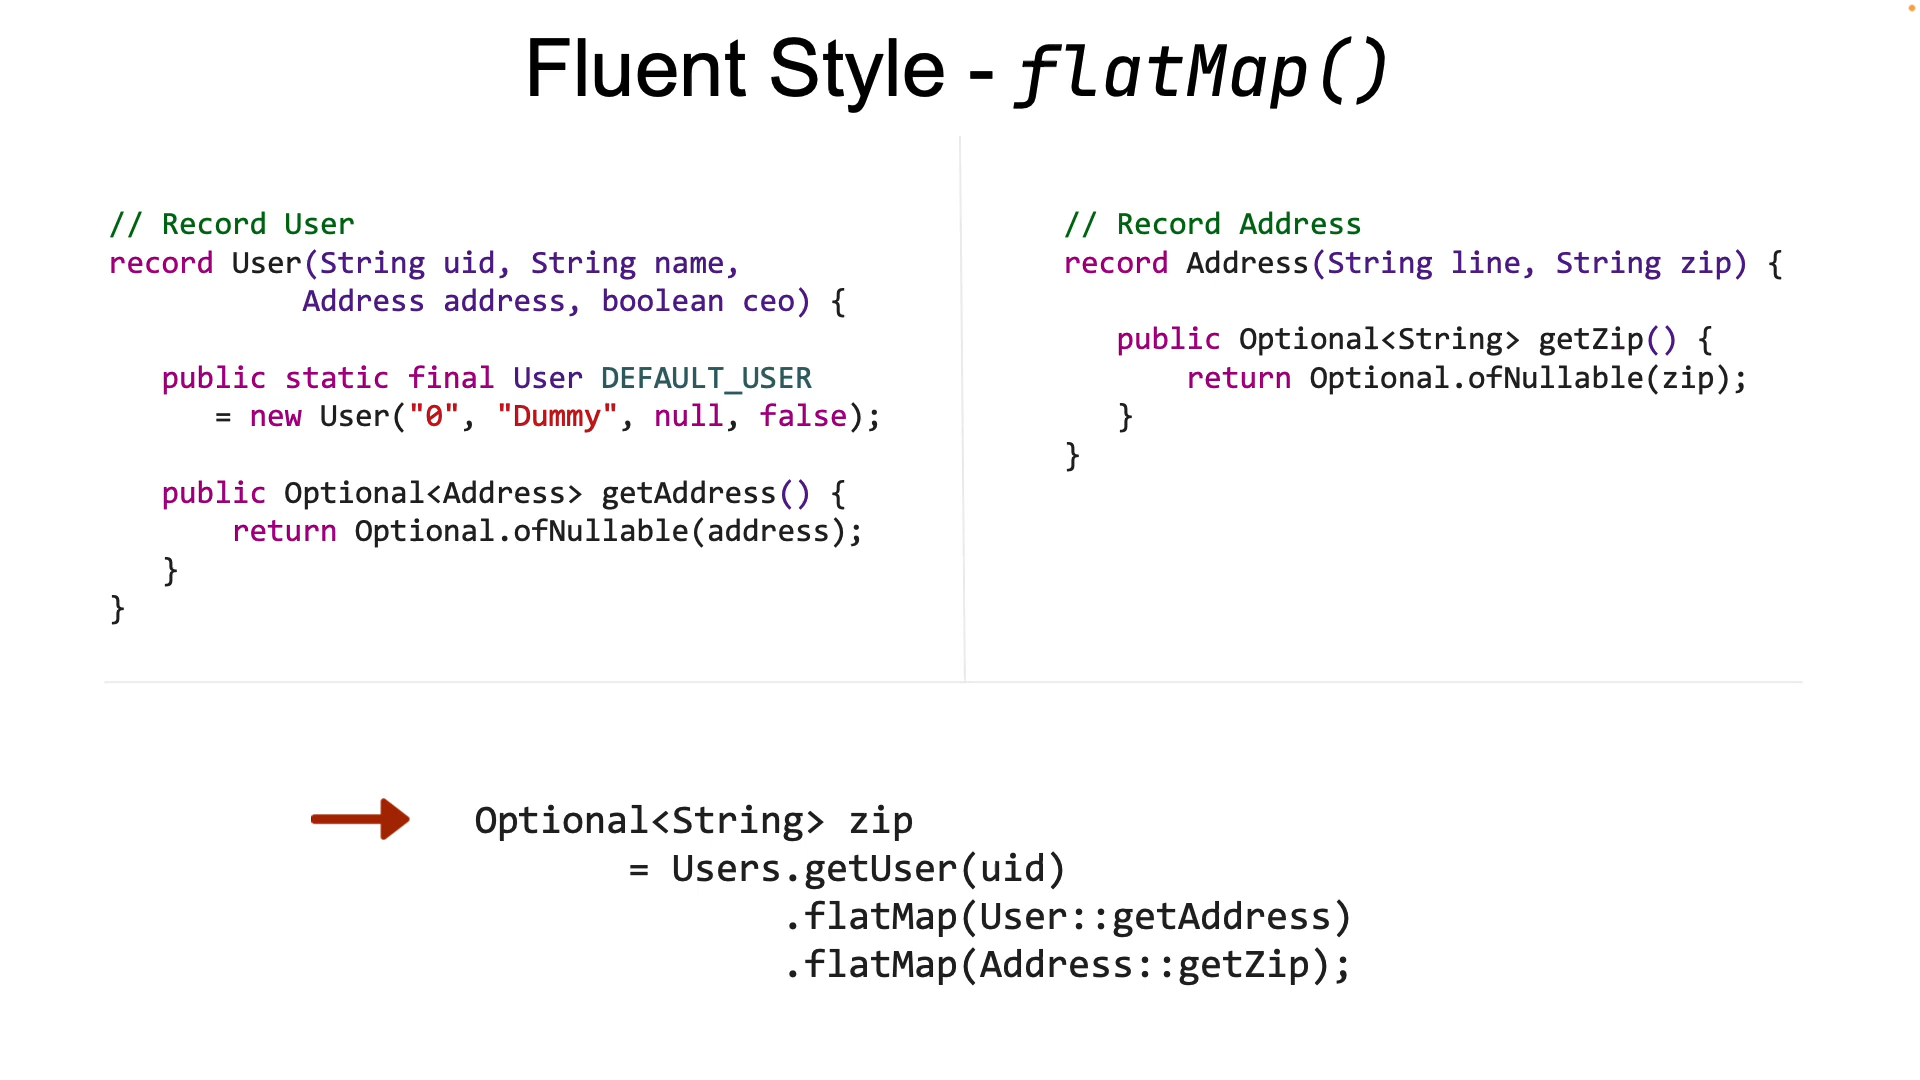 Fluent Style - flatMap()
// Record User
record User(String uid, String name,
Address address, boolean ceo) {
public static final User DEFAULT_USER
= new User("0", "Dummy", null, false);
public Optional<Address> getAddress() {
return Optional.ofNullable(address);
}
}
// Record Address
record Address(String line, String zip) {
public Optional<String> getZip() {
return Optional.ofNullable(zip);
}
}
Optional<String> zip
= Users.getUser(uid)
.flatMap(User::getAddress)
.flatMap(Address::getZip);